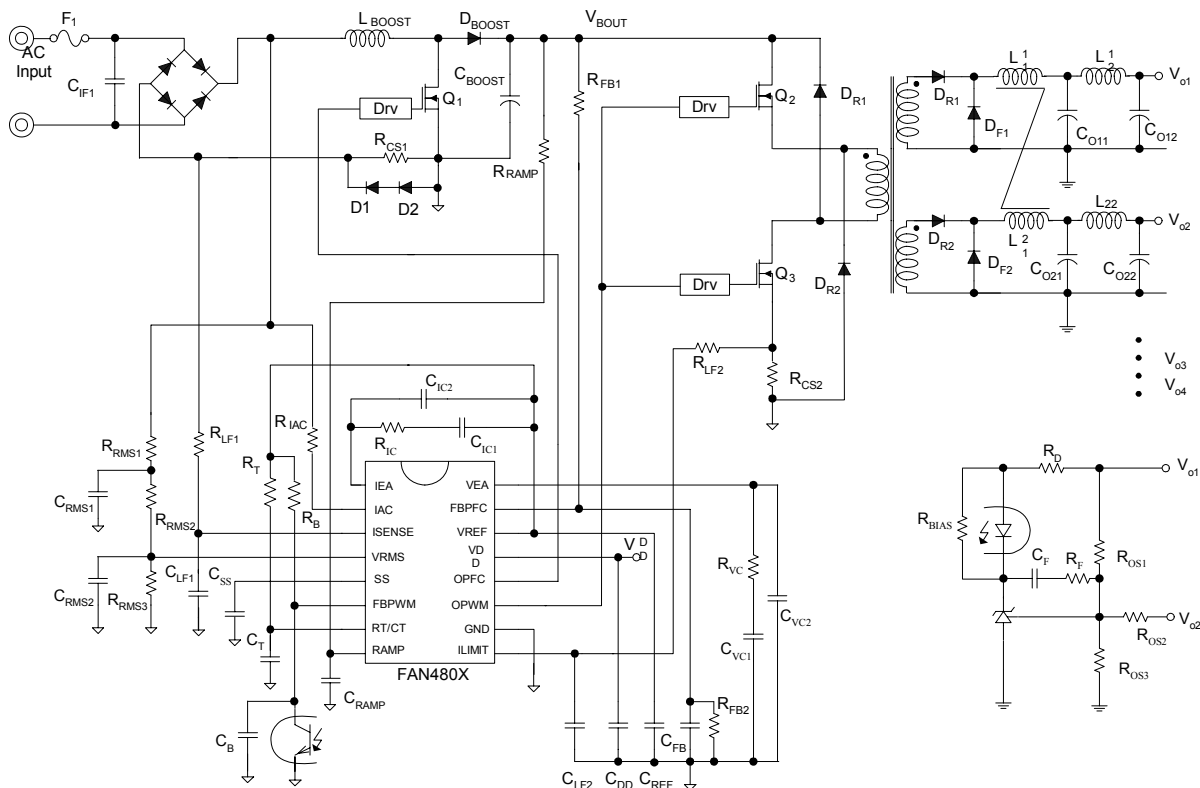 F1
AC
Input
CIF1
LBOOST
DBOOST
VBOUT
CBOOST
Drv
Q1
RCS1
D1
D2
RRAMP
RFB1
Drv
Q2
DR1
Drv
Q3
DR2
RLF2
RCS2
DR1
DF1
L11
L12
CO11
CO12
Vo1
DR2
DF2
L21
L22
CO21
CO22
Vo2
Vo3
Vo4
RRMS1
CRMS1
RRMS2
CRMS2
RRMS3
RLF1
CLF1
CSS
RT
RB
CT
RIAC
CIC2
RIC
CIC1
IEA
IAC
ISENSE
VRMS
SS
FBPWM
RT/CT
RAMP
VEA
FBPFC
VREF
VD
D
OPFC
OPWM
GND
ILIMIT
FAN480X
VDD
RVC
CVC1
CVC2
CRAMP
CB
CLF2
CDD
CREF
CFB
RFB2
RD
Vo1
RBIAS
CF
RF
ROS1
Vo2
ROS2
ROS3